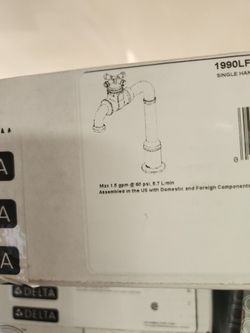 1990LF
SINGLE HAN
Max 1.5 gpm @ 60 psi, 5.7 L/min
Assembled in the US with Domestic and Foreign Components
0
A
A
A
DELTA
DELTA